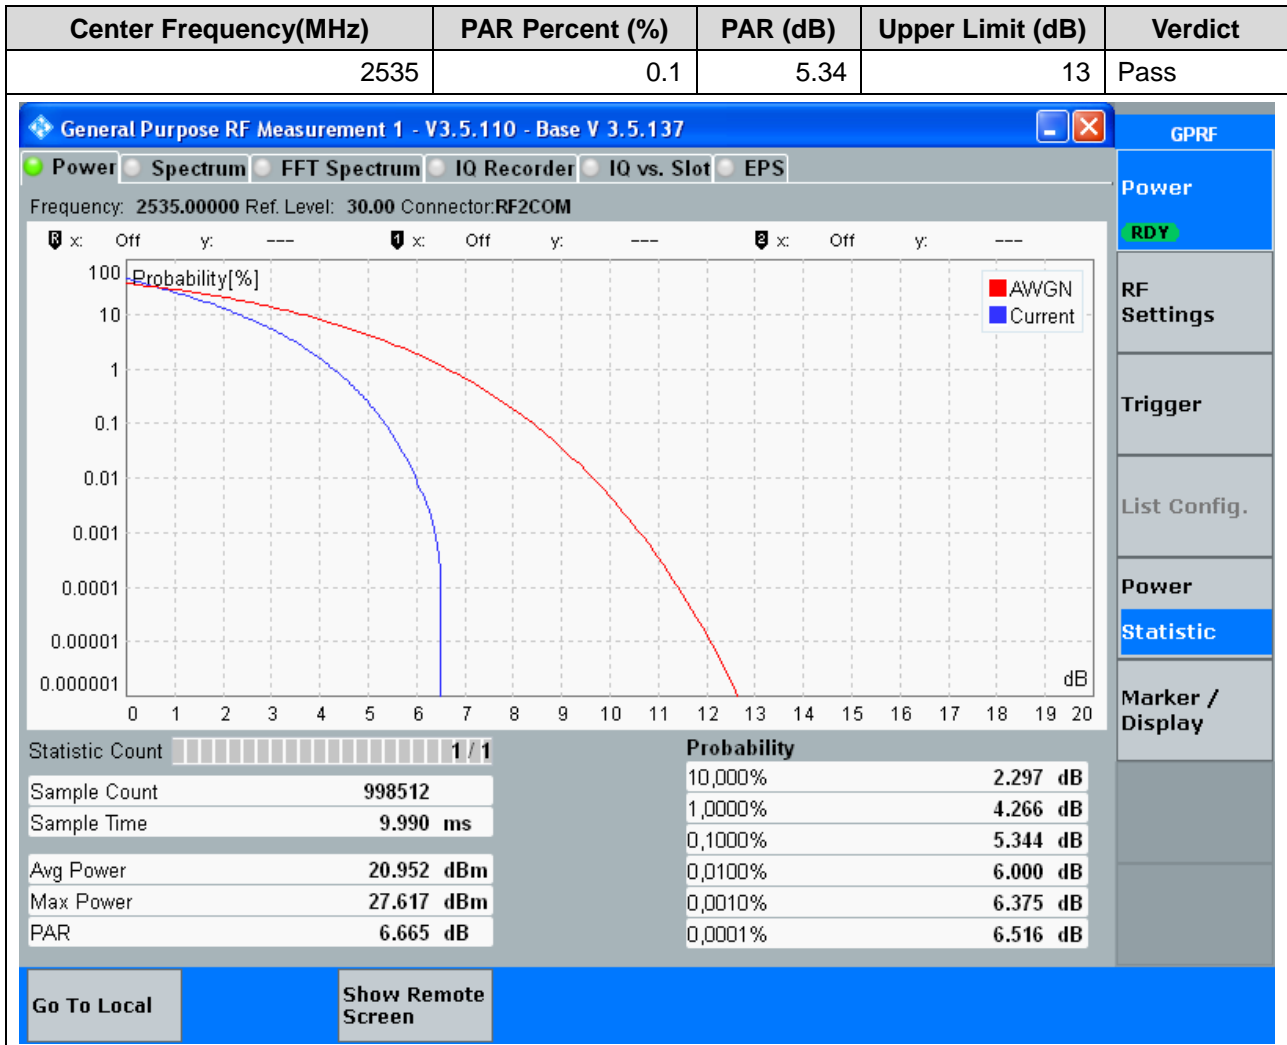 Center Frequency(MHz) PAR Percent (%) PAR (dB) Upper Limit (dB) Verdict
2535 0.1 5.34 13 Pass
General Purpose RF Measurement 1 - V3.5.110 - Base V 3.5.137
GPRF
Power Spectrum FFT Spectrum IQ Recorder IQ vs. Slot EPS
Power
RDY
Frequency: 2535.00000 Ref. Level: 30.00 Connector:RF2COM
R x: Off y: --- 1 x: Off y: --- 2 x: Off y: ---
Probability[%]
AWGN
Current
100
10
1
0.1
0.01
0.001
0.0001
0.00001
0.000001
dB
0 1 2 3 4 5 6 7 8 9 10 11 12 13 14 15 16 17 18 19 20
RF
Settings
Trigger
List Config.
Power
Statistic
Marker /
Display
Statistic Count 1 / 1
Sample Count 998512
Sample Time 9.990 ms
Avg Power 20.952 dBm
Max Power 27.617 dBm
PAR 6.665 dB
Probability
10,000% 2.297 dB
1,0000% 4.266 dB
0,1000% 5.344 dB
0,0100% 6.000 dB
0,0010% 6.375 dB
0,0001% 6.516 dB
Go To Local
Show Remote
Screen